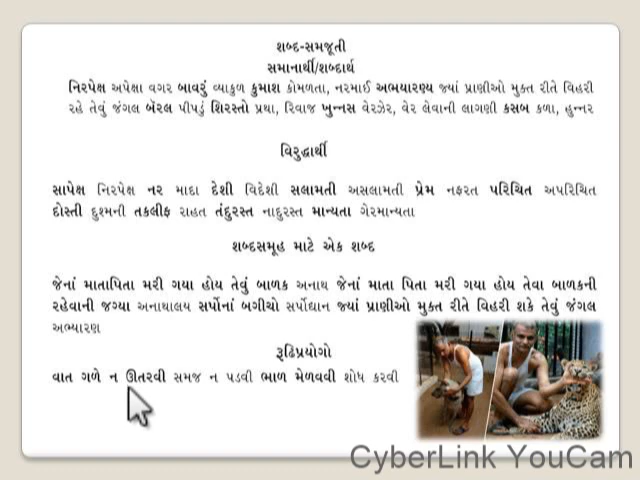 શબ્દ-સમજૂતી
સમાનાર્થી/શબ્દાર્થ
નિરપેક્ષ અપેક્ષા વગર બાવરું વ્યાકુળ કુમાશ કોમળતા, નરમાઈ અભયારણ્ય જ્યાં પ્રાણીઓ મુક્ત રીતે વિહરી
રહે તેવું જંગલ બૅરલ પીપડું શિરસ્તો પ્રથા, રિવાજ ખુન્નસ વેરઝેર, વેર લેવાની લાગણી કસબ કળા, હુન્નર
વિરુદ્ધાર્થી
સાપેક્ષ નિરપેક્ષ નર માદા દેશી વિદેશી સલામતી અસલામતી પ્રેમ નફરત પરિચિત અપરિચિત
દોસ્તી દુશ્મની તકલીફ રાહત તંદુરસ્ત નાદુરસ્ત માન્યતા ગેરમાન્યતા
શબ્દસમૂહ માટે એક શબ્દ
જેનાં માતાપિતા મરી ગયા હોય તેવું બાળક અનાથ જેનાં માતા પિતા મરી ગયા હોય તેવા બાળકની
રહેવાની જગ્યા અનાથાલય સર્પોનાં બગીચો સર્પોદ્યાન જ્યાં પ્રાણીઓ મુક્ત રીતે વિહરી શકે તેવું જંગલ
અભ્યારણ
રૂઢિપ્રયોગો
વાત ગળે ન ઊતરવી સમજ ન પડવી ભાળ મેળવવી શોધ કરવી
CyberLink YouCam